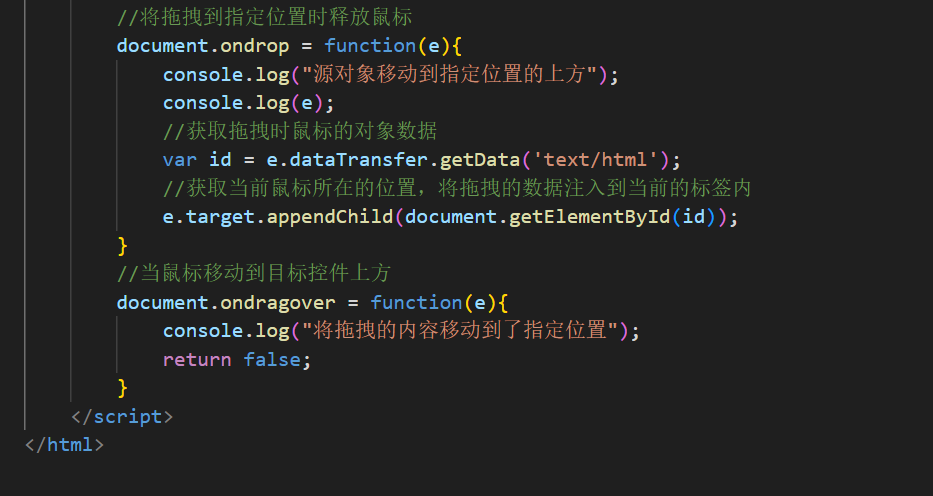 //将拖拽到指定位置时释放鼠标
document.ondrop = function(e){
console.log("源对象移动到指定位置的上方");
console.log(e);
//获取拖拽时鼠标的对象数据
var id = e.dataTransfer.getData('text/html');
//获取当前鼠标所在的位置，将拖拽的数据注入到当前的标签内
e.target.appendChild(document.getElementById(id));
}
//当鼠标移动到目标控件上方
document.ondragover = function(e){
console.log("将拖拽的内容移动到了指定位置");
return false;
}
</script>
</html>